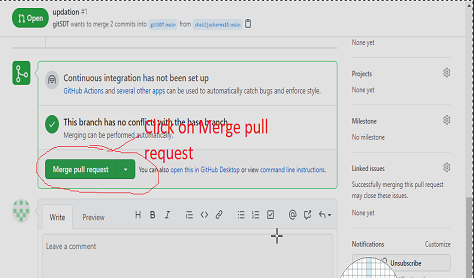 updation #1
Open
gitSDT wants to merge 2 commits into gitSDT:main from shailjasharma15:main
None yet
Continuous integration has not been set up
GitHub Actions and several other apps can be used to automatically catch bugs and enforce style.
Projects
None yet
This branch has no conflicts with the base branch
Merging can be performed automatically.
Click on Merge pull
request
Milestone
No milestone
Merge pull request
You can also open this in GitHub Desktop or view command line instructions.
Linked issues
Successfully merging this pull request
may close these issues.
None yet
Write
Preview
H B I
Leave a comment
Notifications
Customize
Unsubscribe